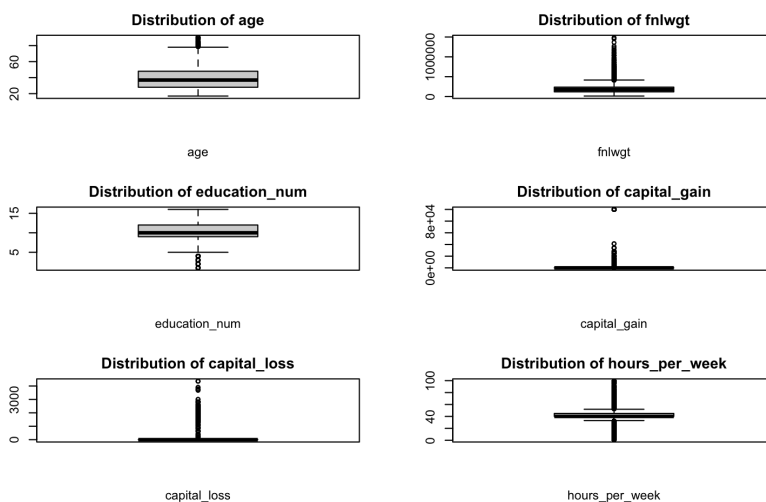 Distribution of age
20
60
age
Distribution of fnlwgt
0
1000000
fnlwgt
Distribution of education_num
5
15
education_num
Distribution of capital_gain
0e+00
8e+04
capital_gain
Distribution of capital_loss
0
3000
capital_loss
Distribution of hours_per_week
0
40
100
hours_per_week